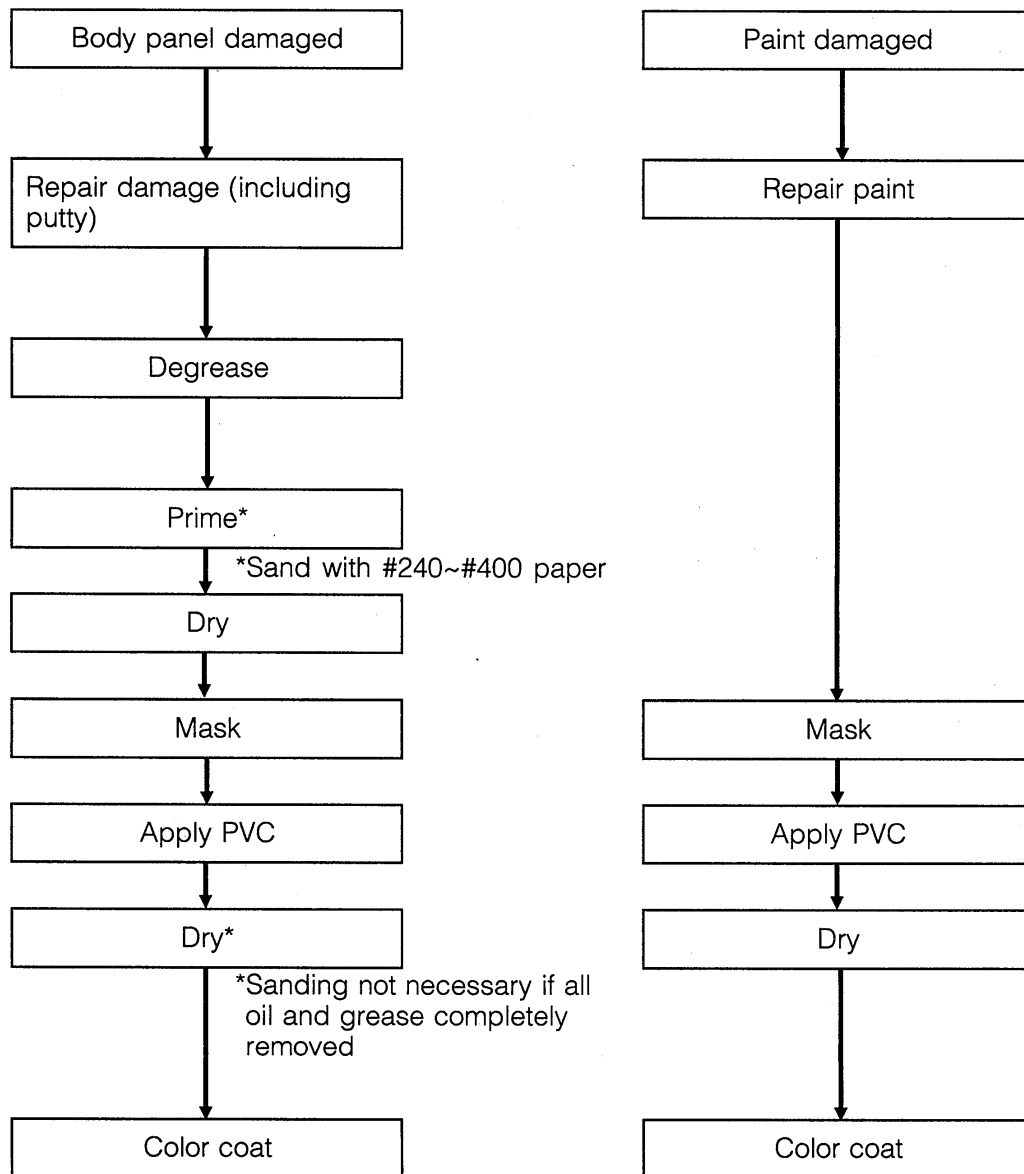 Body panel damaged
Repair damage (including
putty)
Degrease
Prime*
*Sand with #240~#400 paper
Dry
Mask
Apply PVC
Dry*
*Sanding not necessary if all
oil and grease completely
removed
Color coat
Paint damaged
Repair paint
Mask
Apply PVC
Dry
Color coat